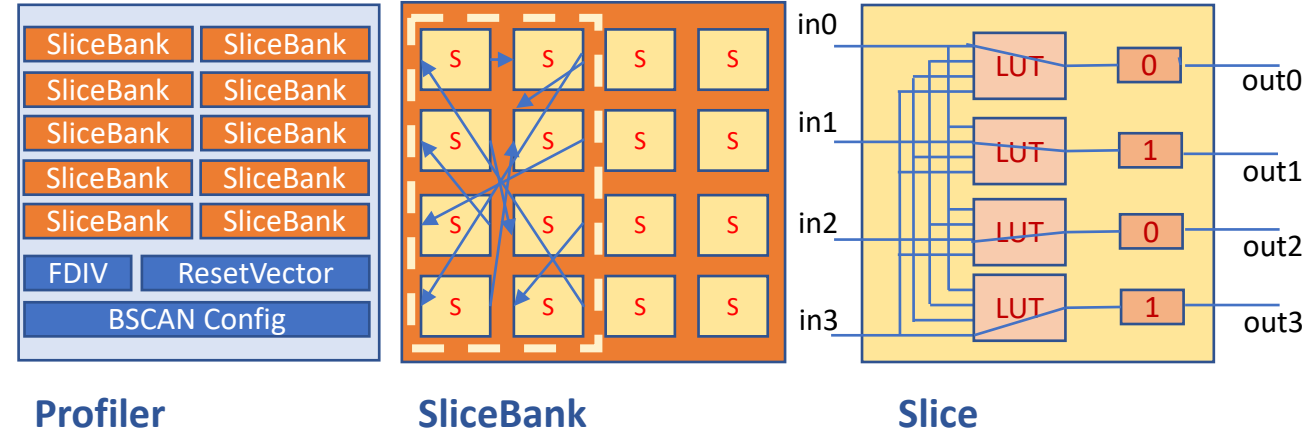 SliceBank SliceBank
SliceBank SliceBank
SliceBank SliceBank
SliceBank SliceBank
SliceBank SliceBank
FDIV ResetVector
BSCAN Config
Profiler
S S S S
S S S S
S S S S
S S S S
SliceBank
in0
LUT 0
out0
in1
LUT 1
out1
in2
LUT 0
out2
in3
LUT 1
out3
Slice